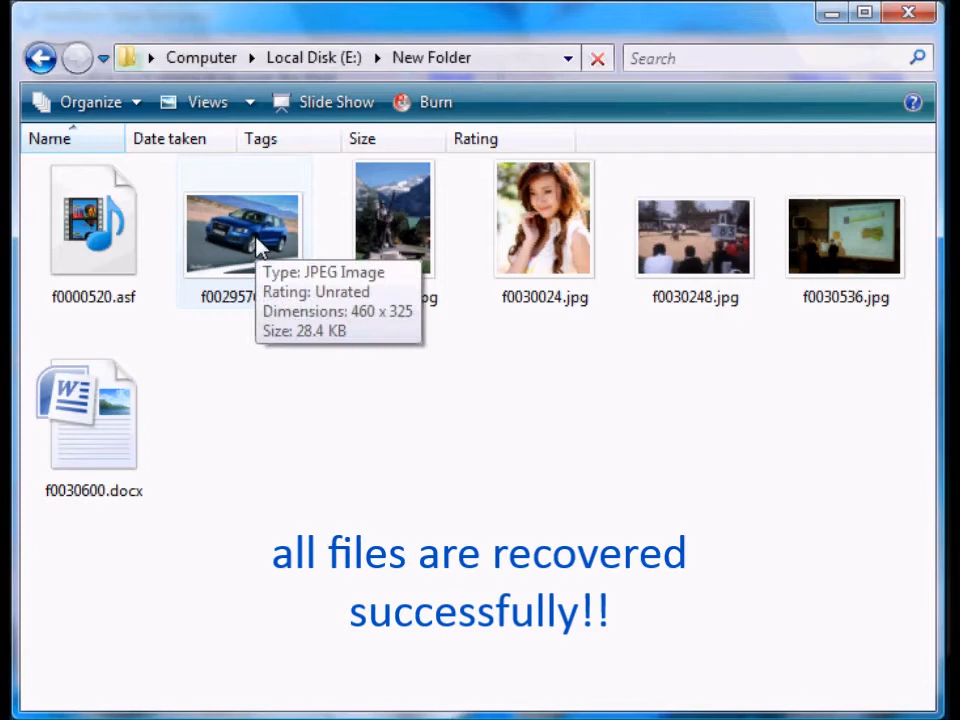 Computer Local Disk (E:) New Folder
Search
Organize Views Slide Show Burn
Name Date taken Tags Size Rating
83
f0000520.asf
f0030024.jpg
f0030248.jpg
f0030536.jpg
Type: JPEG Image
Rating: Unrated
Dimensions: 460 x 325
Size: 28.4 KB
W
f0030600.docx
all files are recovered
successfully!!